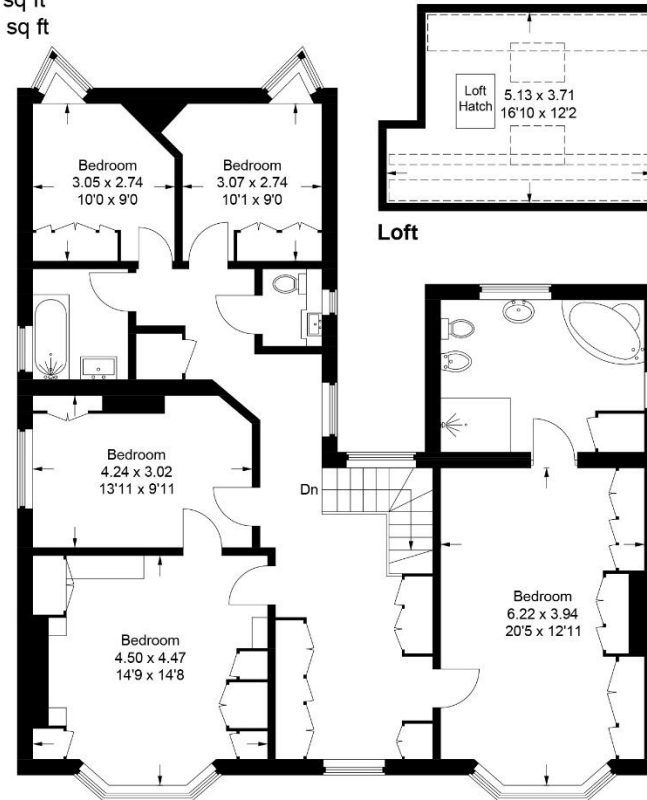 sq ft
sq ft
Loft
Hatch
5.13 x 3.71
16'10 x 12'2
Loft
Bedroom
3.05 x 2.74
10'0 x 9'0
Bedroom
3.07 x 2.74
10'1 x 9'0
Bedroom
4.24 x 3.02
13'11 x 9'11
Dn
Bedroom
4.50 x 4.47
14'9 x 14'8
Bedroom
6.22 x 3.94
20'5 x 12'11